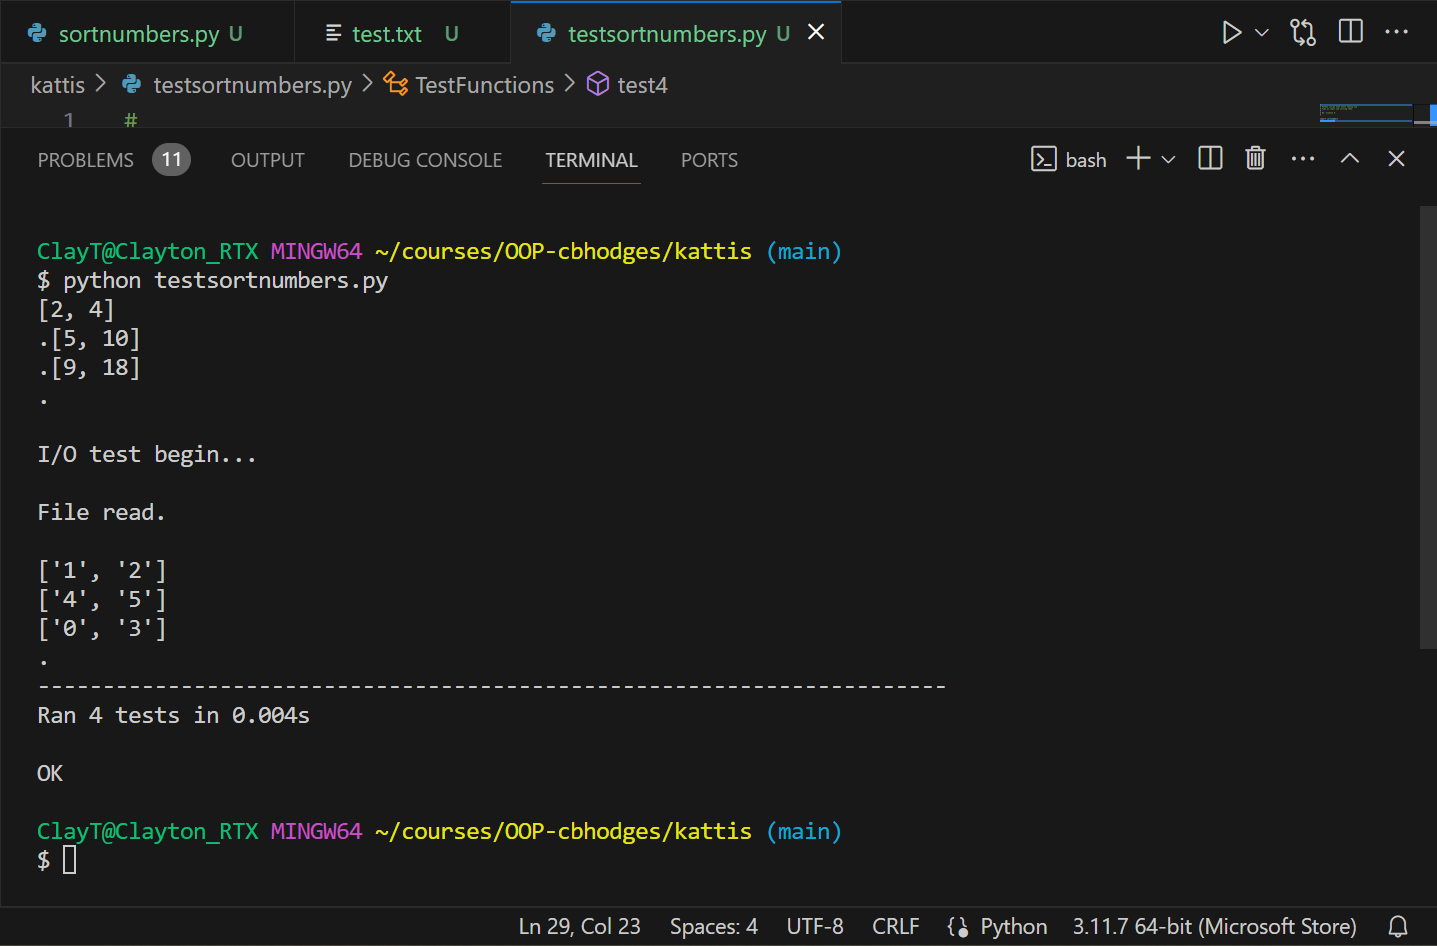 sortnumbers.py U test.txt U testsortnumbers.py U
kattis > testsortnumbers.py > TestFunctions > test4
1 #
PROBLEMS 11 OUTPUT DEBUG CONSOLE TERMINAL PORTS bash
ClayT@Clayton_RTX MINGW64 ~/courses/OOP-cbhodges/kattis (main)
$ python testsortnumbers.py
[2, 4]
.[5, 10]
.[9, 18]
.
I/O test begin...
File read.
['1', '2']
['4', '5']
['0', '3']
.
----------------------------------------------------------------------
Ran 4 tests in 0.004s
OK
ClayT@Clayton_RTX MINGW64 ~/courses/OOP-cbhodges/kattis (main)
$
Ln 29, Col 23 Spaces: 4 UTF-8 CRLF Python 3.11.7 64-bit (Microsoft Store)